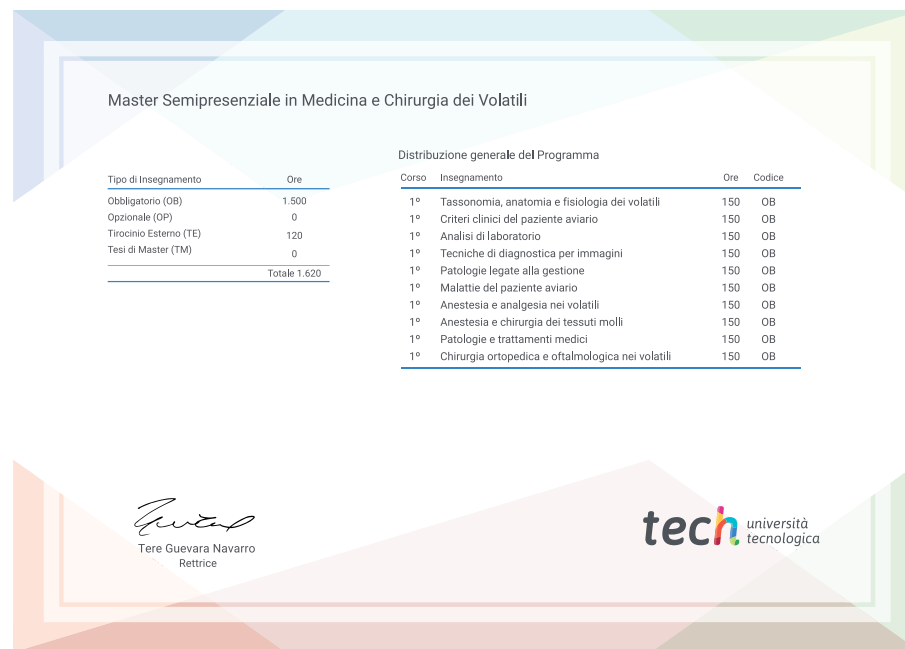 Master Semipresenziale in Medicina e Chirurgia dei Volatili
Tipo di Insegnamento Ore
Obbligatorio (OB) 1.500
Opzionale (OP) 0
Tirocinio Esterno (TE) 120
Tesi di Master (TM) 0
Totale 1.620
Distribuzione generale del Programma
Corso Insegnamento Ore Codice
1º Tassonomia, anatomia e fisiologia dei volatili 150 OB
1º Criteri clinici del paziente aviario 150 OB
1º Analisi di laboratorio 150 OB
1º Tecniche di diagnostica per immagini 150 OB
1º Patologie legate alla gestione 150 OB
1º Malattie del paziente aviario 150 OB
1º Anestesia e analgesia nei volatili 150 OB
1º Anestesia e chirurgia dei tessuti molli 150 OB
1º Patologie e trattamenti medici 150 OB
1º Chirurgia ortopedica e oftalmologica nei volatili 150 OB
Tere Guevara Navarro
Rettrice
tech università
tecnologica